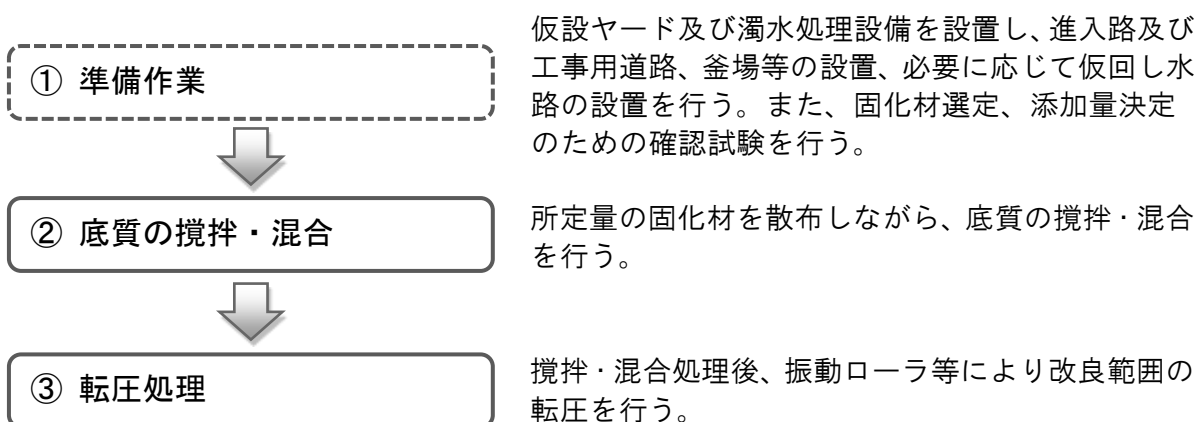 ① 準備作業
仮設ヤード及び濁水処理設備を設置し、進入路及び
工事用道路、釜場等の設置、必要に応じて仮回し水
路の設置を行う。また、固化材選定、添加量決定
のための確認試験を行う。
② 底質の撹拌・混合
所定量の固化材を散布しながら、底質の撹拌・混合
を行う。
③ 転圧処理
撹拌・混合処理後、振動ローラ等により改良範囲の
転圧を行う。